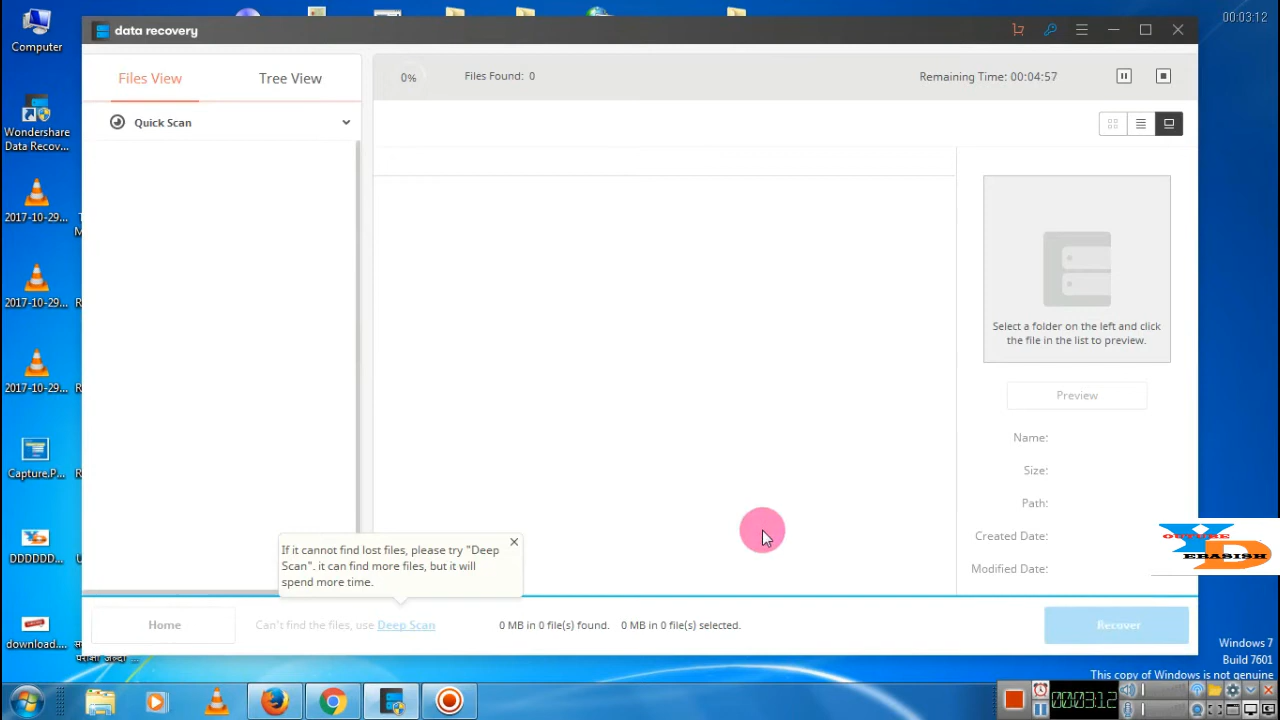 00:03:12
Computer
data recovery
Files View
Tree View
0%
Files Found: 0
Remaining Time: 00:04:57
Quick Scan
Wondershare
Data Recov...
2017-10-29...
2017-10-29...
2017-10-29...
Capture.P...
DDDDDD...
download....
Select a folder on the left and click
the file in the list to preview.
Preview
Name:
Size:
Path:
Created Date:
Modified Date:
If it cannot find lost files, please try "Deep
Scan". it can find more files, but it will
spend more time.
Home
Can't find the files, use Deep Scan
0 MB in 0 file(s) found. 0 MB in 0 file(s) selected.
Recover
YOUTUBE
DEBASISH
Windows 7
Build 7601
This copy of Windows is not genuine
00:03:12